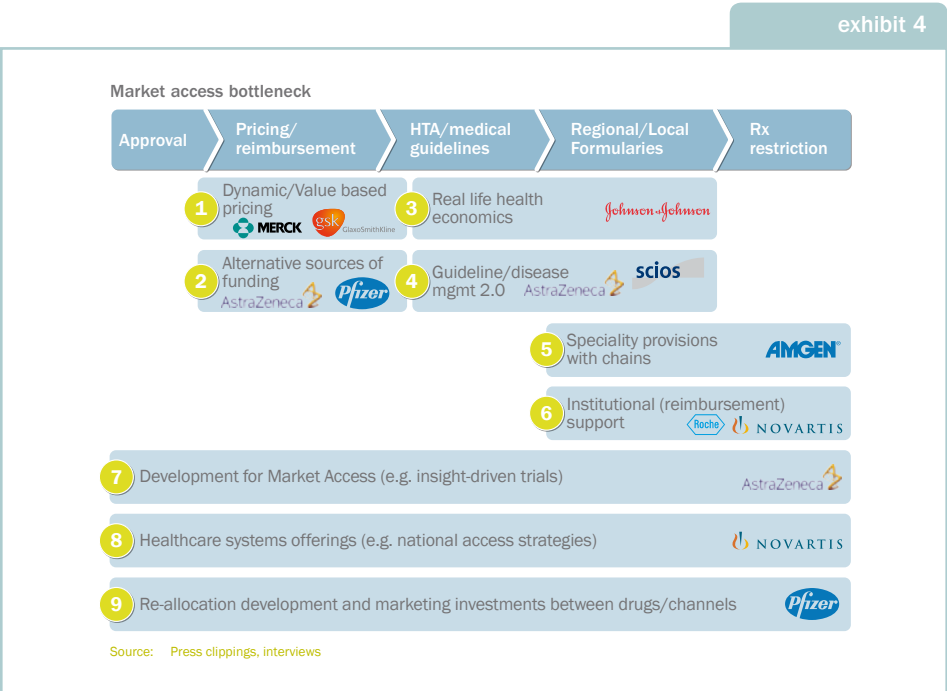 exhibit 4
Market access bottleneck
Approval
Pricing/
reimbursement
HTA/medical
guidelines
Regional/Local
Formularies
Rx
restriction
1
Dynamic/Value based
pricing
MERCK
gsk
GlaxoSmithKline
3
Real life health
economics
Johnson&Johnson
2
Alternative sources of
funding
AstraZeneca
Pfizer
4
Guideline/disease
mgmt 2.0
AstraZeneca
scios
5
Speciality provisions
with chains
AMGEN®
6
Institutional (reimbursement)
support
Roche
NOVARTIS
7
Development for Market Access (e.g. insight-driven trials)
AstraZeneca
8
Healthcare systems offerings (e.g. national access strategies)
NOVARTIS
9
Re-allocation development and marketing investments between drugs/channels
Pfizer
Source: Press clippings, interviews